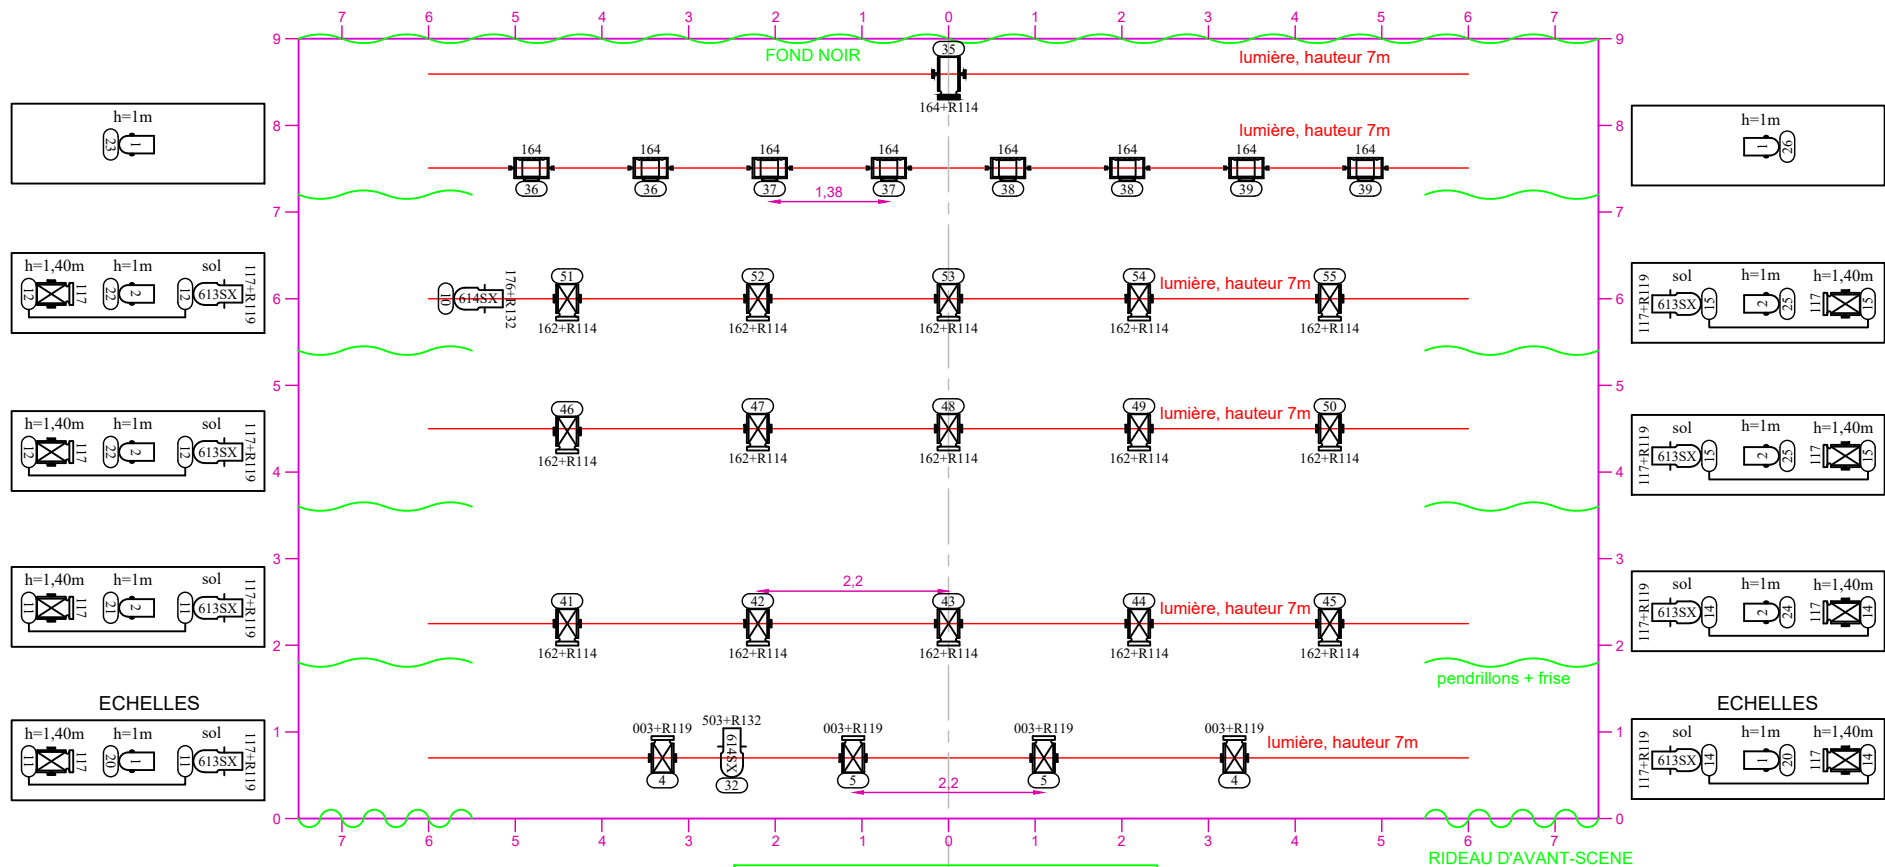 7 6 5 4 3 2 1 0 1 2 3 4 5 6 7
9 9
FOND NOIR
35
lumière, hauteur 7m
164+R114
h=1m
23 1
8 8
lumière, hauteur 7m
h=1m
1 26
164 164 164 164 164 164 164 164
36 36 37 37 38 38 39 39
1,38
7 7
h=1,40m h=1m sol
12 117 22 2 12 613SX 117+R119
10 614SX 176+R132
51 52 53 54 55
lumière, hauteur 7m
6 6
162+R114 162+R114 162+R114 162+R114 162+R114
sol h=1m h=1,40m
117+R119 613SX 15 2 25 117 15
5 5
h=1,40m h=1m sol
12 117 22 2 12 613SX 117+R119
46 47 48 49 50
lumière, hauteur 7m
162+R114 162+R114 162+R114 162+R114 162+R114
4 4
sol h=1m h=1,40m
117+R119 613SX 15 2 25 117 15
3 3
h=1,40m h=1m sol
11 117 21 2 11 613SX 117+R119
2,2
41 42 43 44 45
lumière, hauteur 7m
162+R114 162+R114 162+R114 162+R114 162+R114
2 2
sol h=1m h=1,40m
117+R119 613SX 14 2 24 117 14
pendrillons + frise
ECHELLES
h=1,40m h=1m sol
11 117 20 1 11 613SX 117+R119
1 1
003+R119 503+R132 003+R119 003+R119 003+R119
614SX
lumière, hauteur 7m
4 32 5 5 4
2,2
ECHELLES
sol h=1m h=1,40m
117+R119 613SX 14 1 20 117 14
0 0
7 6 5 4 3 2 1 0 1 2 3 4 5 6 7
RIDEAU D'AVANT-SCENE